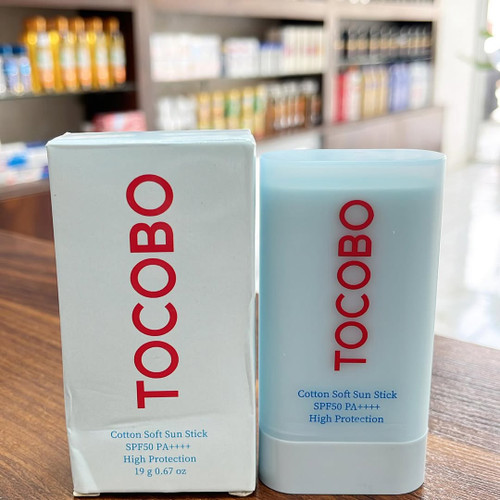 TOCOBO
Cotton Soft Sun Stick
SPF50 PA++++
High Protection
19 g 0.67 oz
TOCOBO
Cotton Soft Sun Stick
SPF50 PA++++
High Protection